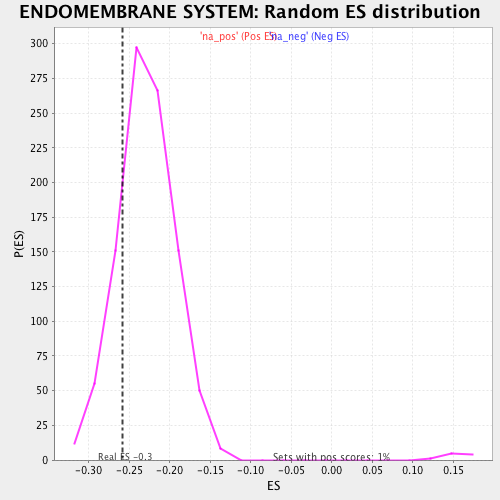 ENDOMEMBRANE SYSTEM: Random ES distribution
'na_pos' (Pos ES) 'na_neg' (Neg ES)
300
275
250
225
200
175
150
125
100
75
50
25
0
P(ES)
Real ES -0.3
Sets with pos scores: 1%
-0.30 -0.25 -0.20 -0.15 -0.10 -0.05 0.00 0.05 0.10 0.15
ES